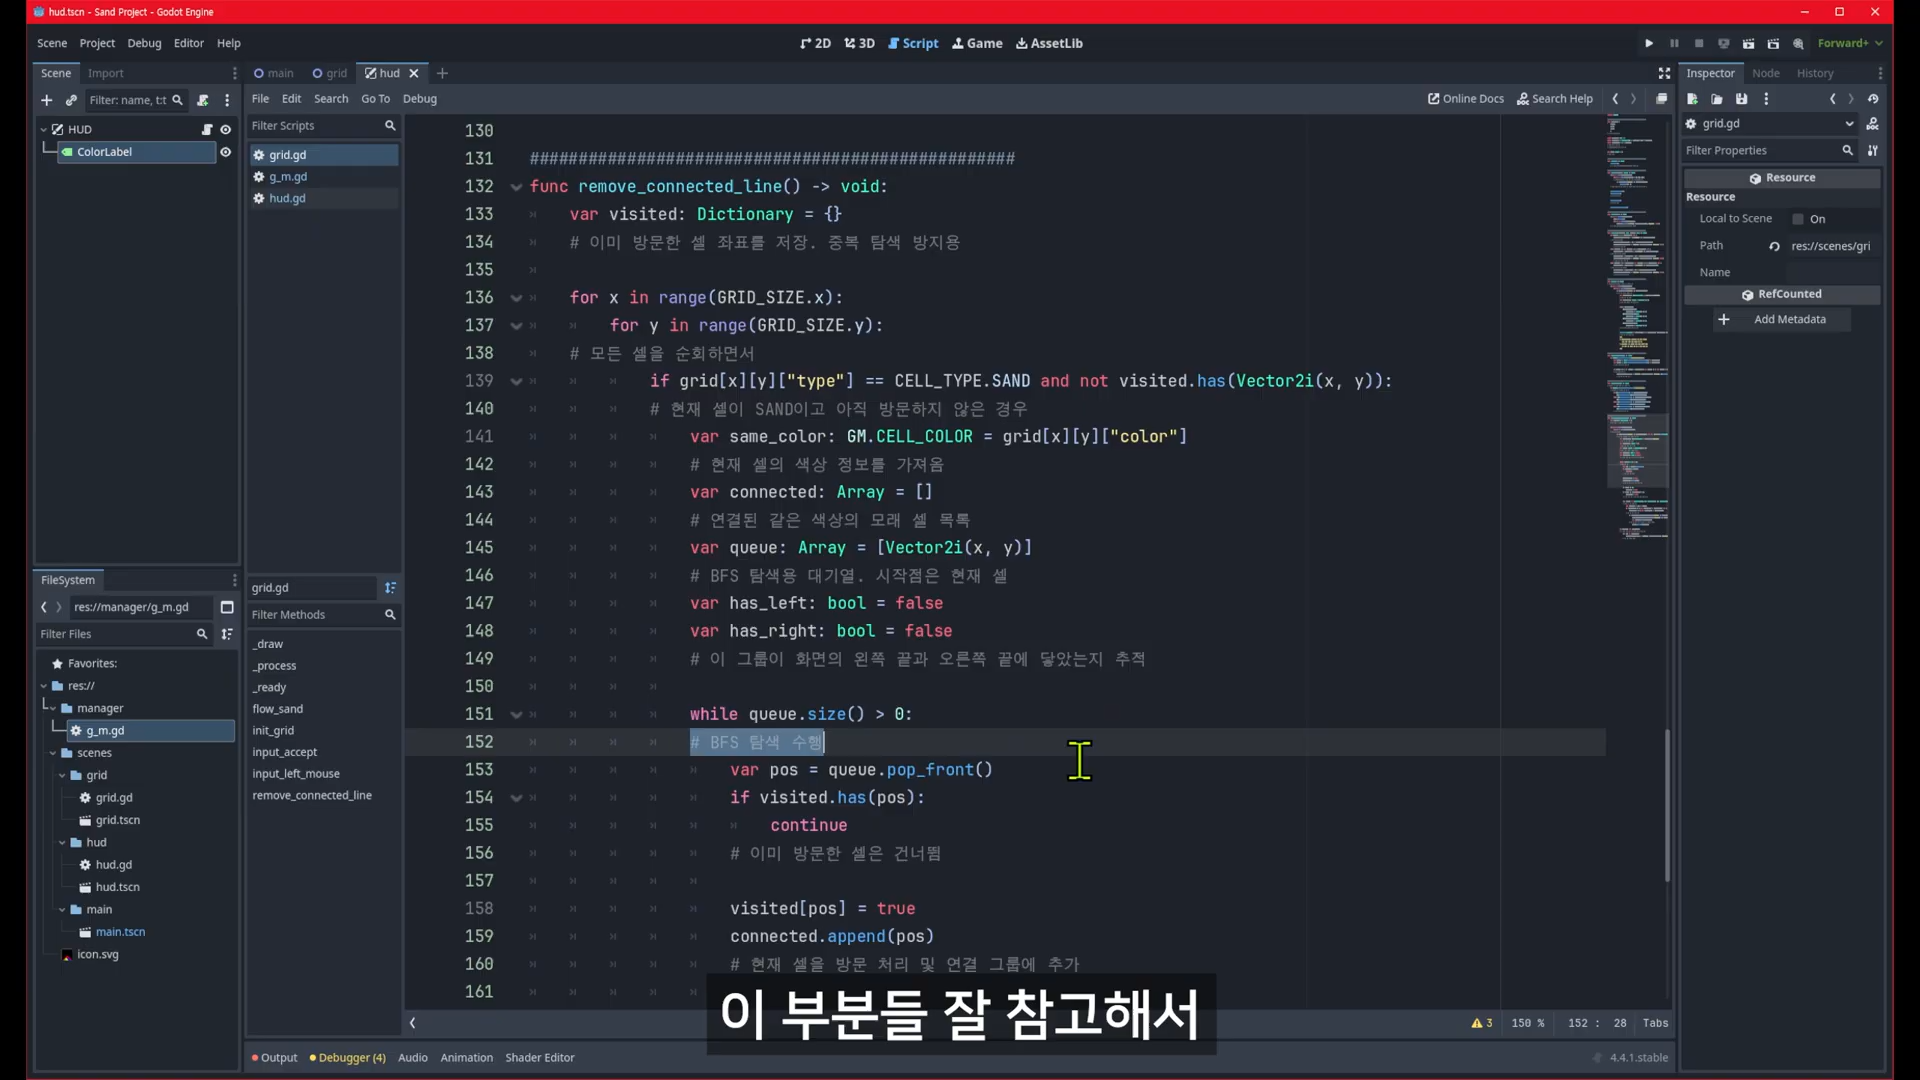 hud.tscn - Sand Project - Godot Engine
Scene Project Debug Editor Help
2D 3D Script Game AssetLib
Forward+
Scene Import
main grid hud
Inspector Node History
Filter: name, t:t
File Edit Search Go To Debug
Online Docs Search Help
HUD
ColorLabel
Filter Scripts
grid.gd
g_m.gd
hud.gd
grid.gd
Filter Methods
_draw
_process
_ready
flow_sand
init_grid
input_accept
input_left_mouse
remove_connected_line
FileSystem
res://manager/g_m.gd
Filter Files
Favorites:
res://
manager
g_m.gd
scenes
grid
grid.gd
grid.tscn
hud
hud.gd
hud.tscn
main
main.tscn
icon.svg
130
131 ##################################################
132 func remove_connected_line() -> void:
133 var visited: Dictionary = {}
134 # 이미 방문한 셀 좌표를 저장. 중복 탐색 방지용
135
136 for x in range(GRID_SIZE.x):
137 for y in range(GRID_SIZE.y):
138 # 모든 셀을 순회하면서
139 if grid[x][y]["type"] == CELL_TYPE.SAND and not visited.has(Vector2i(x, y)):
140 # 현재 셀이 SAND이고 아직 방문하지 않은 경우
141 var same_color: GM.CELL_COLOR = grid[x][y]["color"]
142 # 현재 셀의 색상 정보를 가져옴
143 var connected: Array = []
144 # 연결된 같은 색상의 모래 셀 목록
145 var queue: Array = [Vector2i(x, y)]
146 # BFS 탐색용 대기열. 시작점은 현재 셀
147 var has_left: bool = false
148 var has_right: bool = false
149 # 이 그룹이 화면의 왼쪽 끝과 오른쪽 끝에 닿았는지 추적
150
151 while queue.size() > 0:
152 # BFS 탐색 수행
153 var pos = queue.pop_front()
154 if visited.has(pos):
155 continue
156 # 이미 방문한 셀은 건너뜀
157
158 visited[pos] = true
159 connected.append(pos)
160 # 현재 셀을 방문 처리 및 연결 그룹에 추가
161
이 부분들 잘 참고해서
3 150 % 152 : 28 Tabs
Output Debugger (4) Audio Animation Shader Editor
4.4.1.stable
grid.gd
Filter Properties
Resource
Resource
Local to Scene On
Path res://scenes/gri
Name
RefCounted
Add Metadata